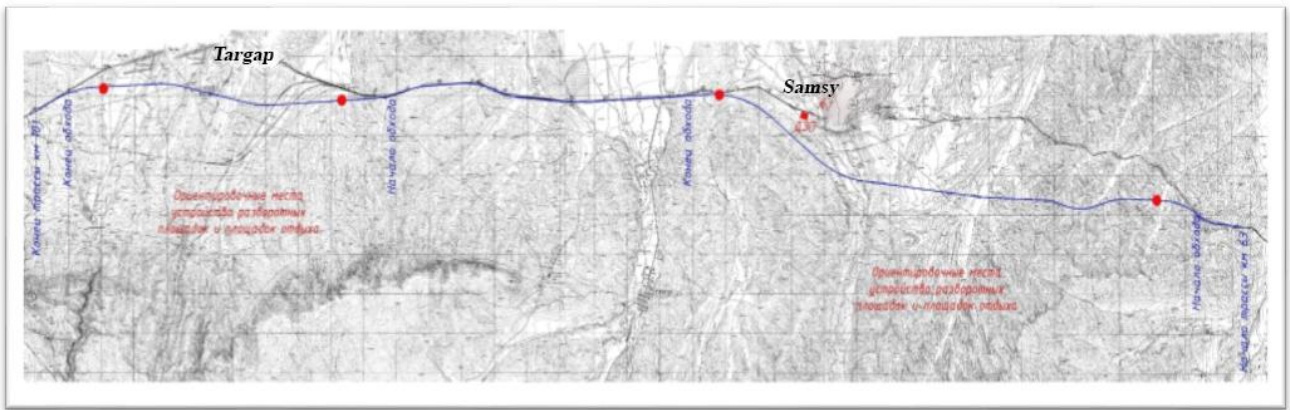 Targap
Samsy
ДЭП
Конец трассы км 101
Конец обхода
Начало обхода
Конец обхода
Начало обхода
Начало трассы км 63
Ориентировочные места
устройства разворотных
площадок и площадок отдыха
Ориентировочные места
устройства разворотных
площадок и площадок отдыха